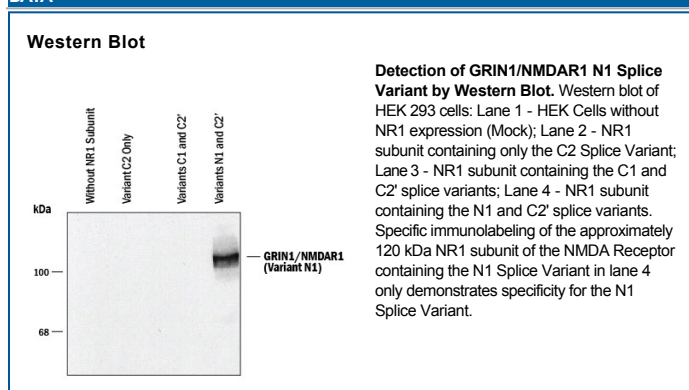 DATA
Western Blot
Without NR1 Subunit
Variant C2 Only
Variants C1 and C2'
Variants N1 and C2'
kDa
100
68
GRIN1/NMDAR1
(Variant N1)
Detection of GRIN1/NMDAR1 N1 Splice
Variant by Western Blot. Western blot of
HEK 293 cells: Lane 1 - HEK Cells without
NR1 expression (Mock); Lane 2 - NR1
subunit containing only the C2 Splice Variant;
Lane 3 - NR1 subunit containing the C1 and
C2' splice variants; Lane 4 - NR1 subunit
containing the N1 and C2' splice variants.
Specific immunolabeling of the approximately
120 kDa NR1 subunit of the NMDA Receptor
containing the N1 Splice Variant in lane 4
only demonstrates specificity for the N1
Splice Variant.